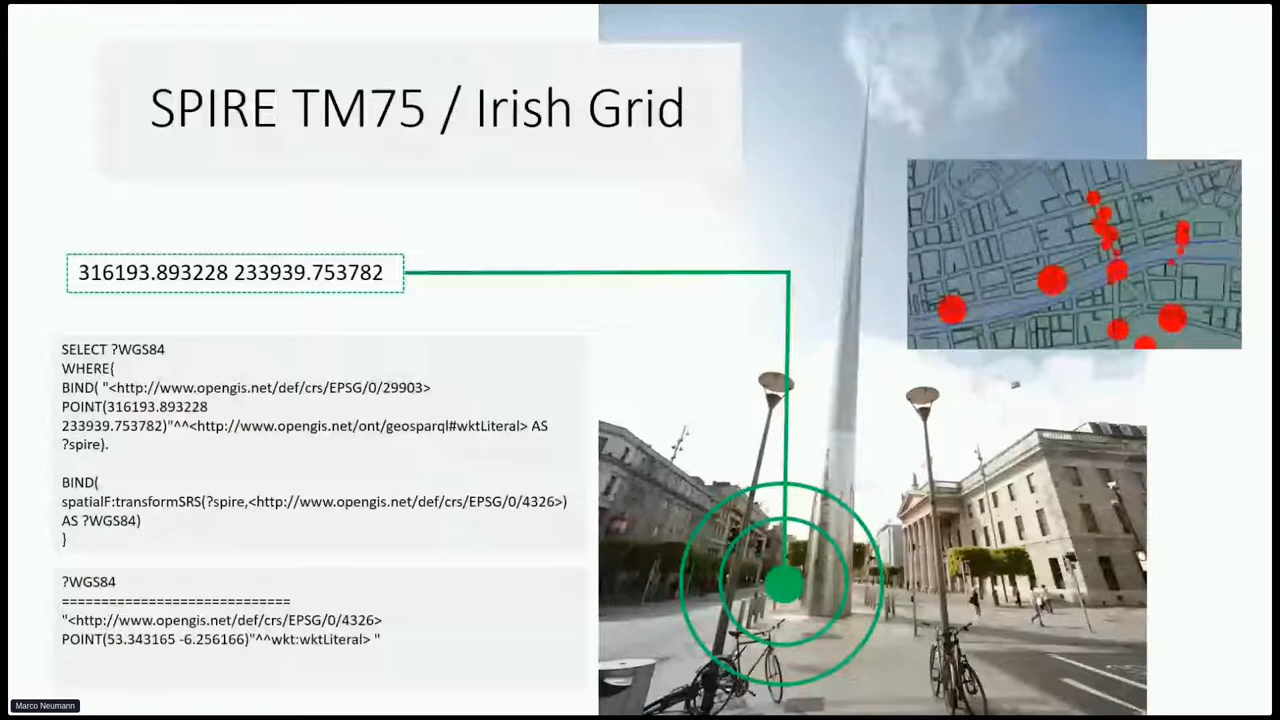 SPIRE TM75 / Irish Grid
316193.893228 233939.753782
SELECT ?WGS84
WHERE{
BIND( "<http://www.opengis.net/def/crs/EPSG/0/29903>
POINT(316193.893228
233939.753782)"^^<http://www.opengis.net/ont/geosparql#wktLiteral> AS
?spire).
BIND(
spatialF:transformSRS(?spire,<http://www.opengis.net/def/crs/EPSG/0/4326>)
AS ?WGS84)
}
?WGS84
=============================
"<http://www.opengis.net/def/crs/EPSG/0/4326>
POINT(53.343165 -6.256166)"^^wkt:wktLiteral> "
Marco Neumann